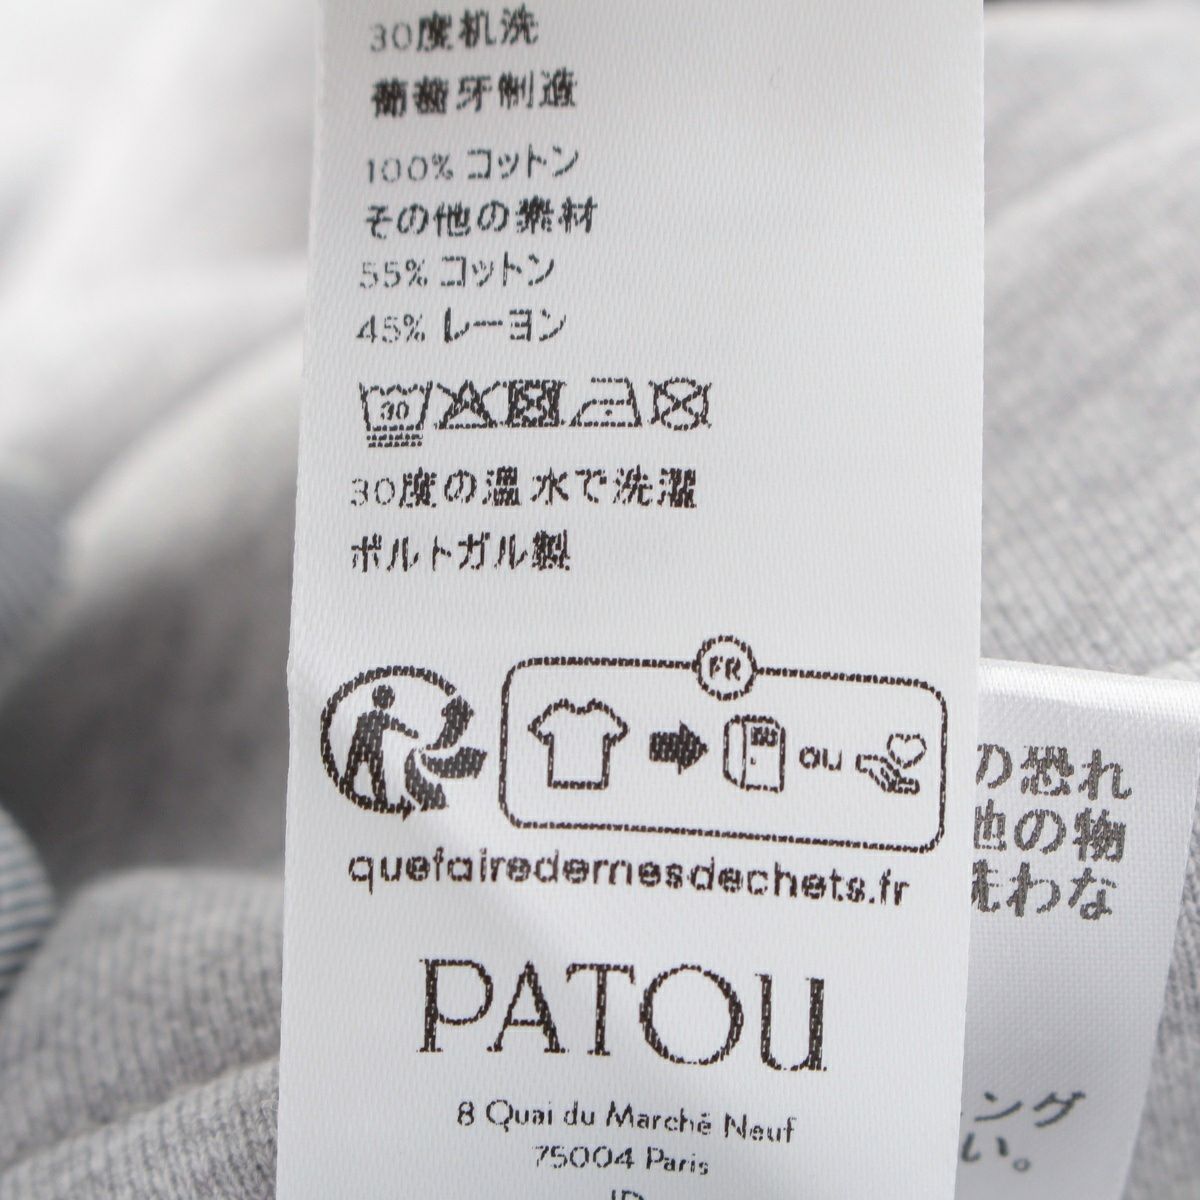 30度机洗
葡萄牙制造
100% コットン
その他の素材
55% コットン
45% レーヨン
30
30度の温水で洗濯
ポルトガル製
FR
ou
quefairedemesdechets.fr
PATOU
8 Quai du Marché Neuf
75004 Paris
の恐れ
他の物
洗わな
ング
い。